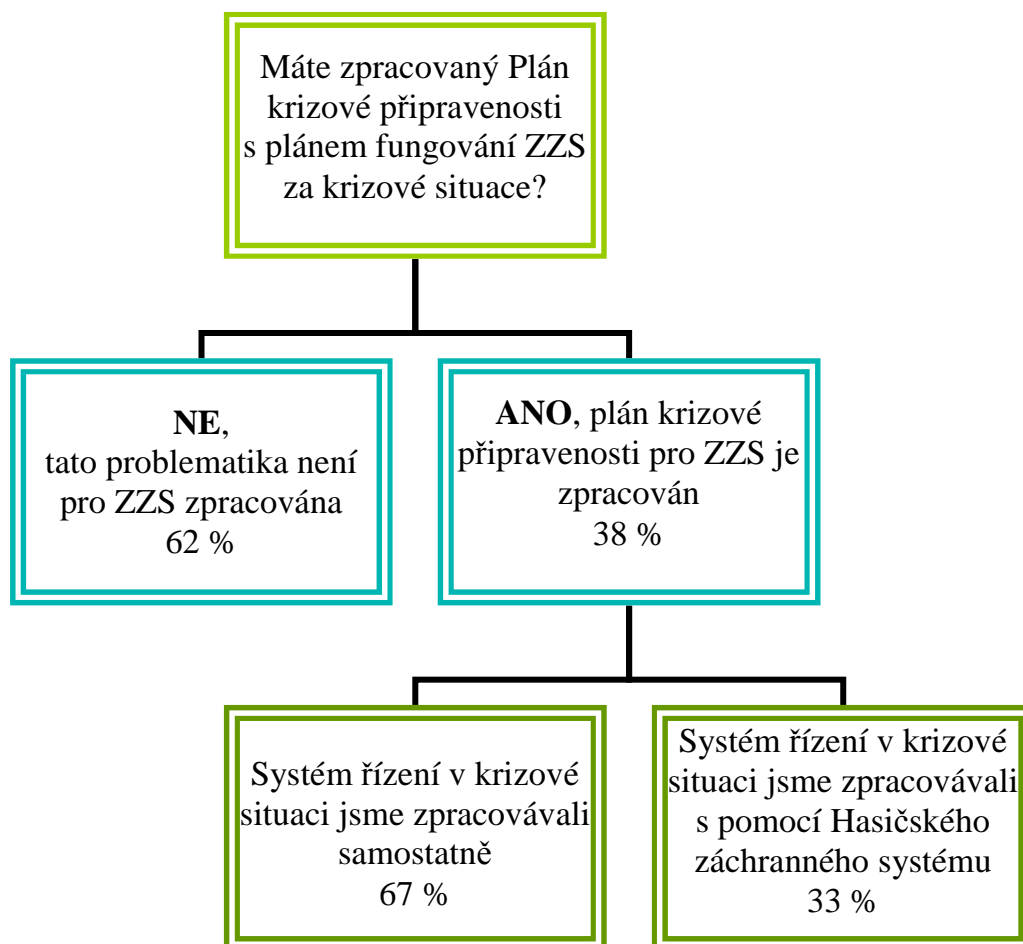 Máte zpracovaný Plán
krizové připravenosti
s plánem fungování ZZS
za krizové situace?
NE,
tato problematika není
pro ZZS zpracována
62 %
ANO, plán krizové
připravenosti pro ZZS je
zpracován
38 %
Systém řízení v krizové
situaci jsme zpracovávali
samostatně
67 %
Systém řízení v krizové
situaci jsme zpracovávali
s pomocí Hasičského
záchranného systému
33 %